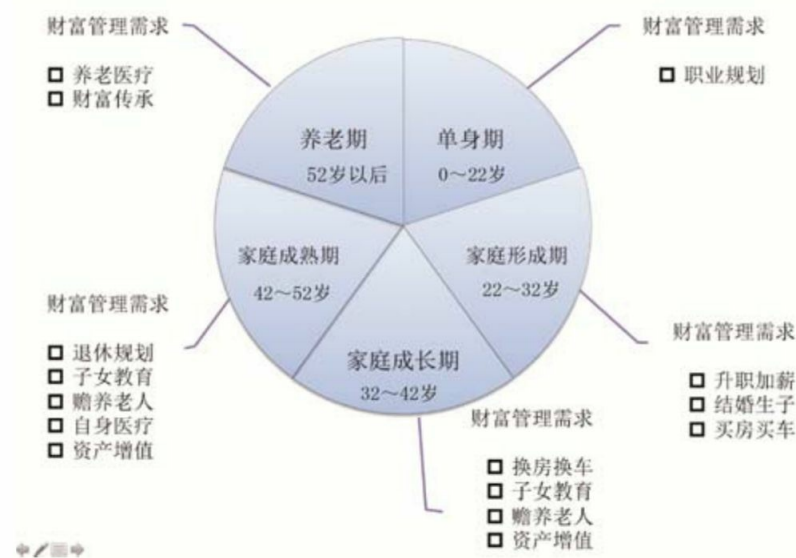 财富管理需求
养老医疗
财富传承
财富管理需求
职业规划
养老期
52岁以后
单身期
0～22岁
家庭成熟期
42～52岁
家庭形成期
22～32岁
家庭成长期
32～42岁
财富管理需求
退休规划
子女教育
赡养老人
自身医疗
资产增值
财富管理需求
升职加薪
结婚生子
买房买车
财富管理需求
换房换车
子女教育
赡养老人
资产增值